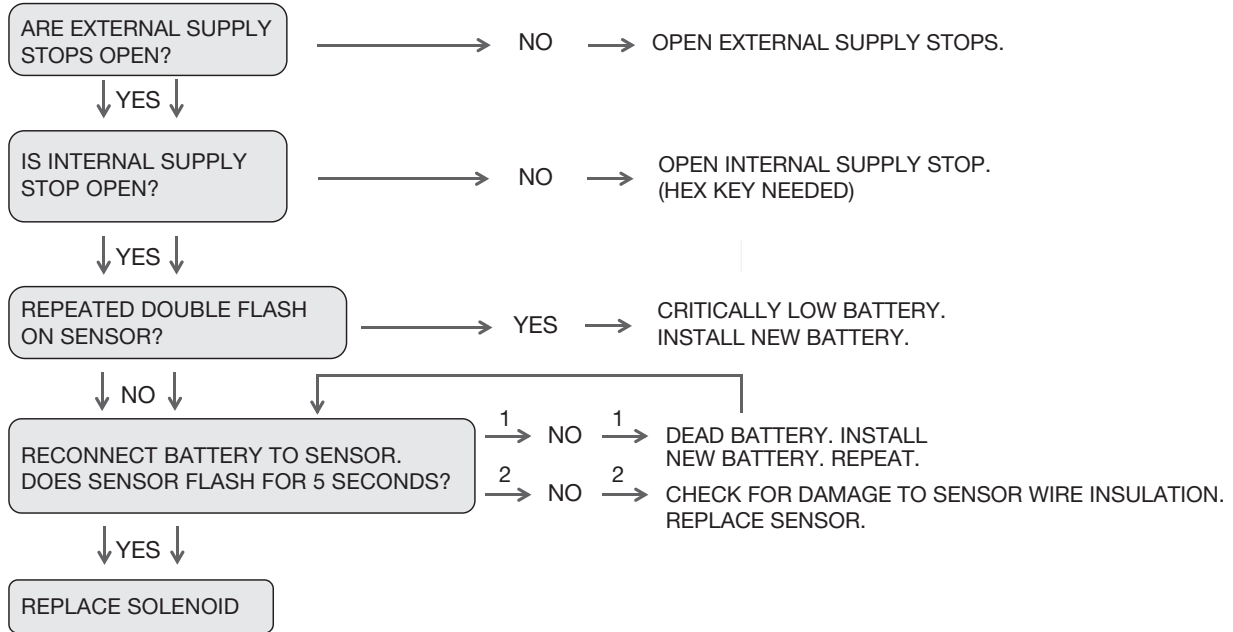 ARE EXTERNAL SUPPLY
STOPS OPEN?
NO
OPEN EXTERNAL SUPPLY STOPS.
YES
IS INTERNAL SUPPLY
STOP OPEN?
NO
OPEN INTERNAL SUPPLY STOP.
(HEX KEY NEEDED)
YES
REPEATED DOUBLE FLASH
ON SENSOR?
YES
CRITICALLY LOW BATTERY.
INSTALL NEW BATTERY.
NO
RECONNECT BATTERY TO SENSOR.
DOES SENSOR FLASH FOR 5 SECONDS?
1
NO
1
DEAD BATTERY. INSTALL
NEW BATTERY. REPEAT.
2
NO
2
CHECK FOR DAMAGE TO SENSOR WIRE INSULATION.
REPLACE SENSOR.
YES
REPLACE SOLENOID